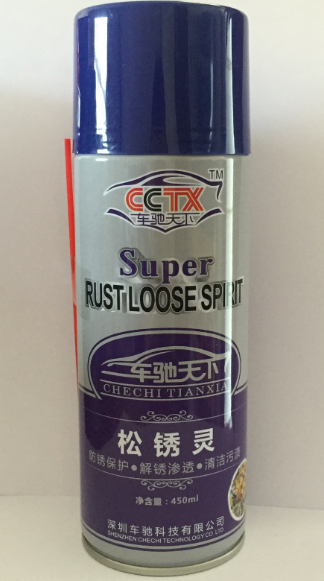 CCTX TM
车驰天下
Super
RUST LOOSE SPIRIT
车驰天下
CHECHI TIANXIA
松锈灵
防锈保护·解锈渗透·清洁污渍
净含量:450ml
深圳车驰科技有限公司
SHENZHEN CHECHI TECHNOLOGY CO.LTD